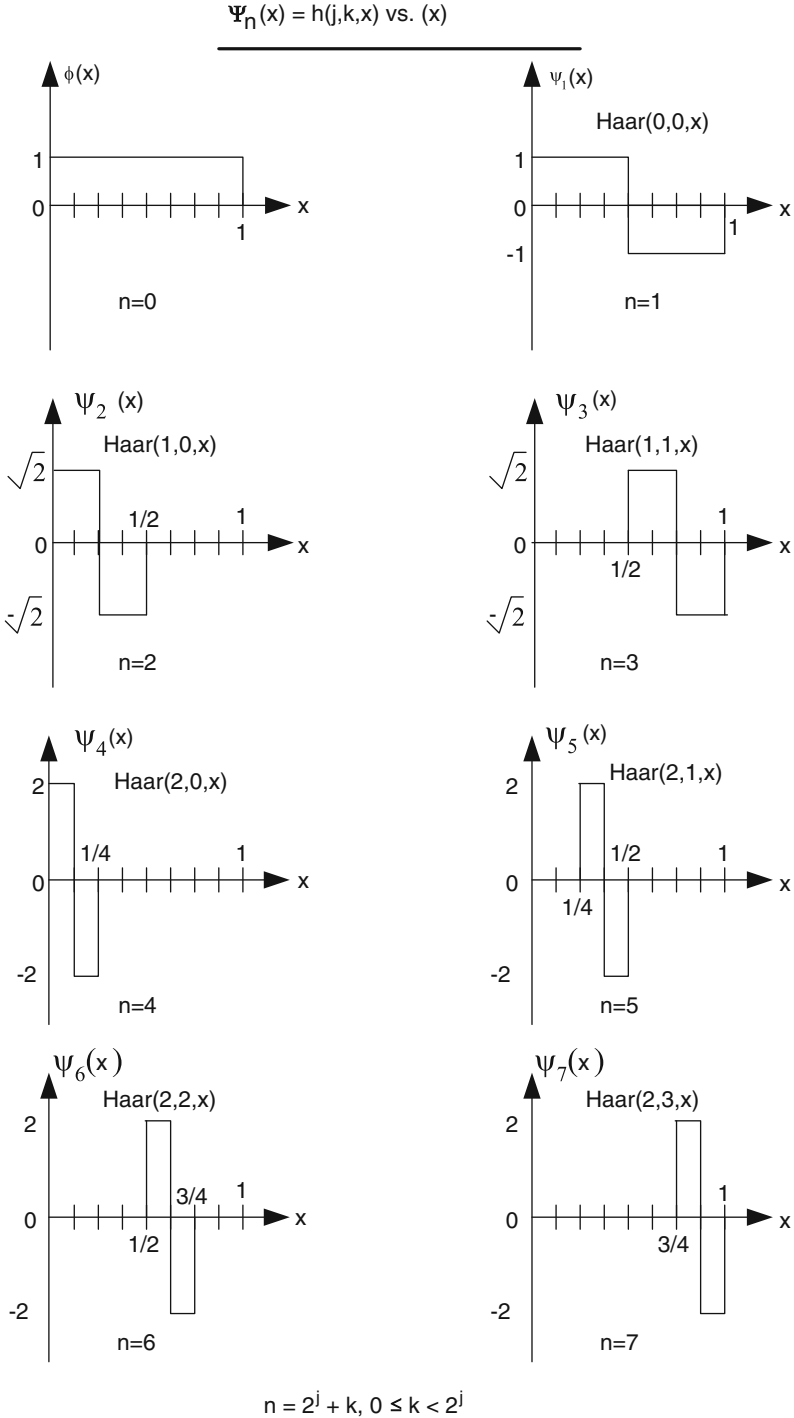 Ψn(x) = h(j,k,x) vs. (x)
ϕ(x)
1
0
x
1
n=0
ψ1(x)
Haar(0,0,x)
1
0
x
1
-1
n=1
ψ2 (x)
Haar(1,0,x)
√2
1/2
1
0
x
-√2
n=2
ψ3(x)
Haar(1,1,x)
√2
1
0
x
1/2
-√2
n=3
ψ4(x)
2
Haar(2,0,x)
1/4
1
0
x
-2
n=4
ψ5(x)
2
Haar(2,1,x)
1/2
1
0
x
1/4
-2
n=5
ψ6(x)
Haar(2,2,x)
2
3/4
1
0
x
1/2
-2
n=6
ψ7(x)
Haar(2,3,x)
2
1
0
x
3/4
-2
n=7
n = 2^j + k, 0 ≤ k < 2^j